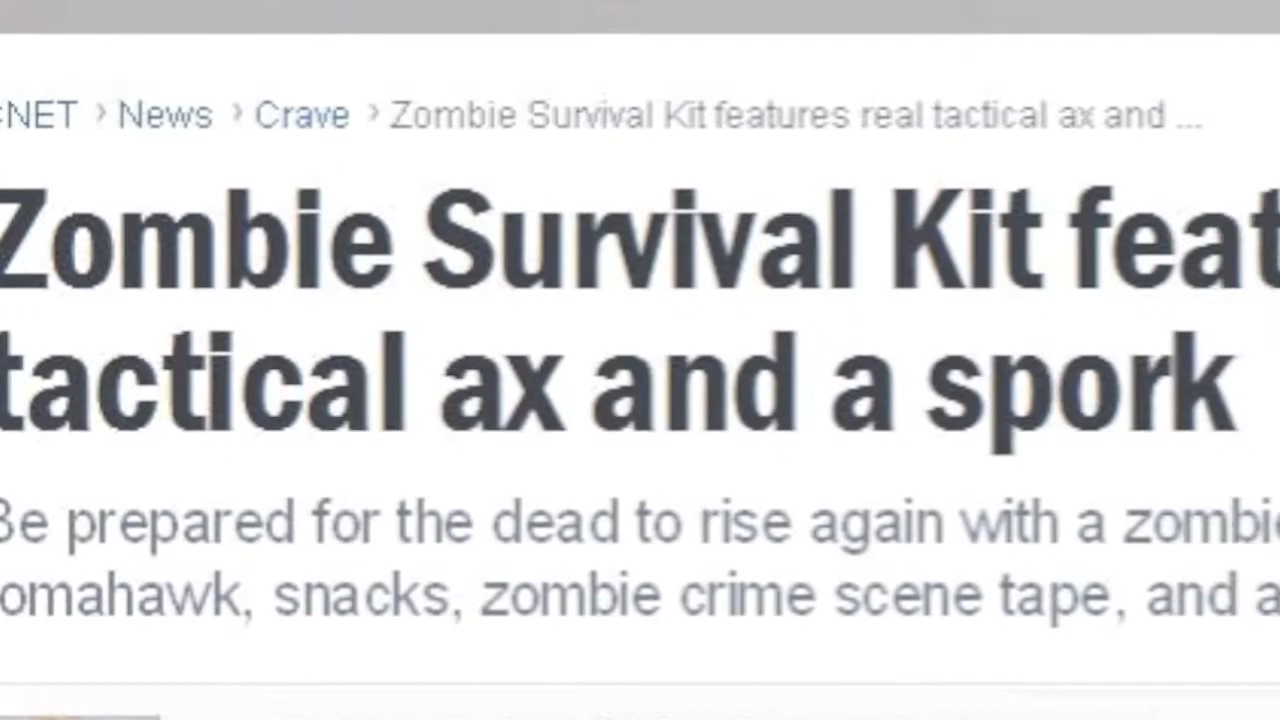 NET > News > Crave > Zombie Survival Kit features real tactical ax and ...
Zombie Survival Kit feat
tactical ax and a spork
Be prepared for the dead to rise again with a zombie
omahawk, snacks, zombie crime scene tape, and a